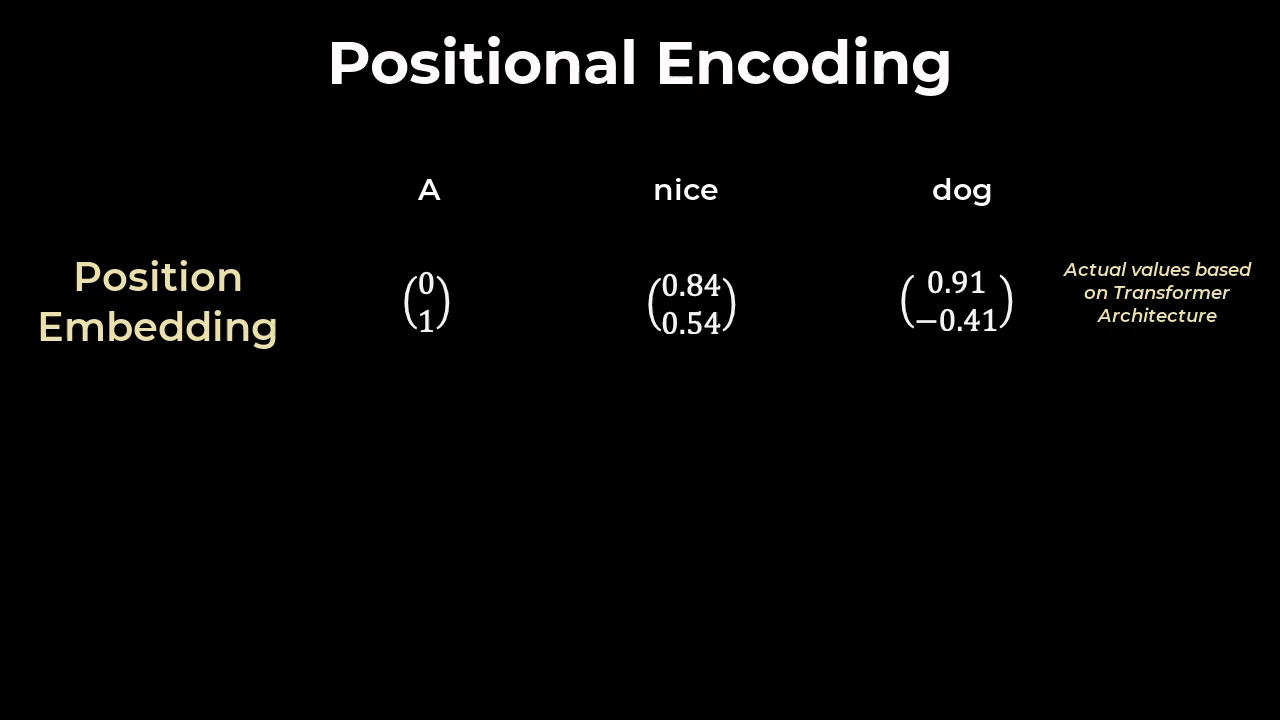 Positional Encoding
A nice dog
Position
Embedding
0 0.84 0.91
1 0.54 −0.41
Actual values based
on Transformer
Architecture